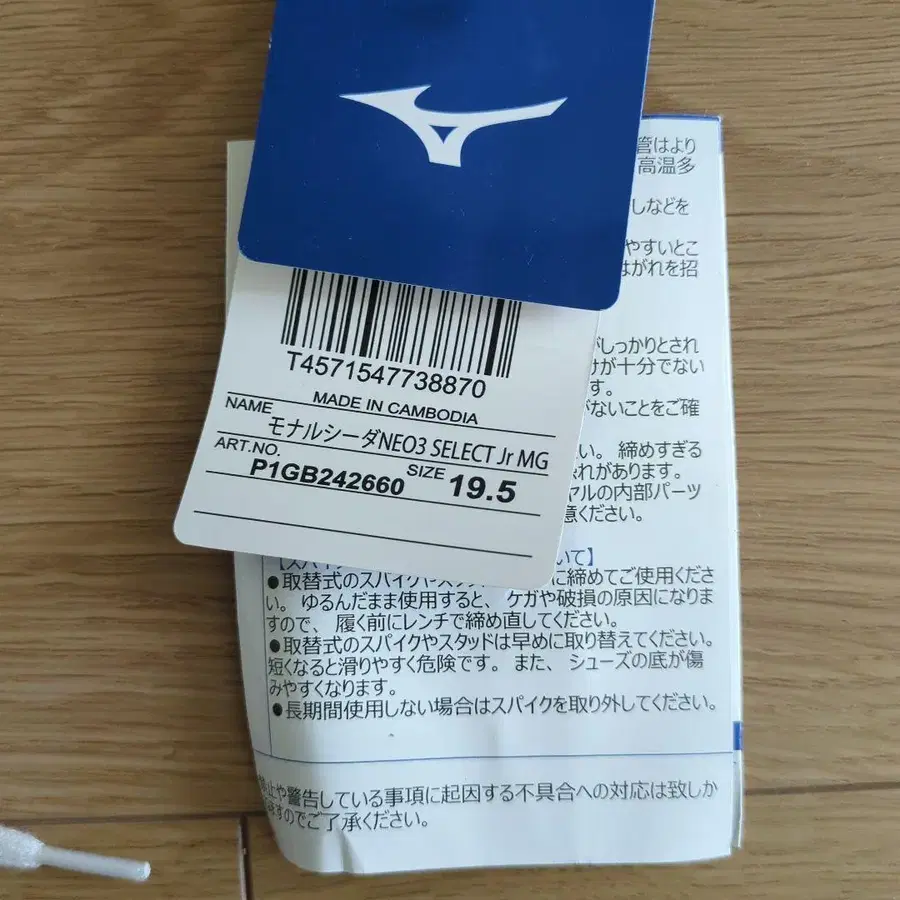 管はより
高温多
しなどを
やすいとこ
はがれを招
がしっかりとされ
けが十分でない
す。
がないことをご確
い。 締めすぎる
れがあります。
ヤルの内部パーツ
意ください。
T4571547738870
MADE IN CAMBODIA
NAME モナルシーダNEO3 SELECT Jr MG
ART.NO. P1GB242660 SIZE 19.5
いて】
●取替式のスパイクやスタッ に締めてご使用くださ
い。 ゆるんだまま使用すると、 ケガや破損の原因になりま
すので、 履く前にレンチで締め直してください。
●取替式のスパイクやスタッドは早めに取り替えてください。
短くなると滑りやすく危険です。 また、 シューズの底が傷
みやすくなります。
●長期間使用しない場合はスパイクを取り外してください。
禁止や警告している事項に起因する不具合への対応は致しか
ますのでご了承ください。